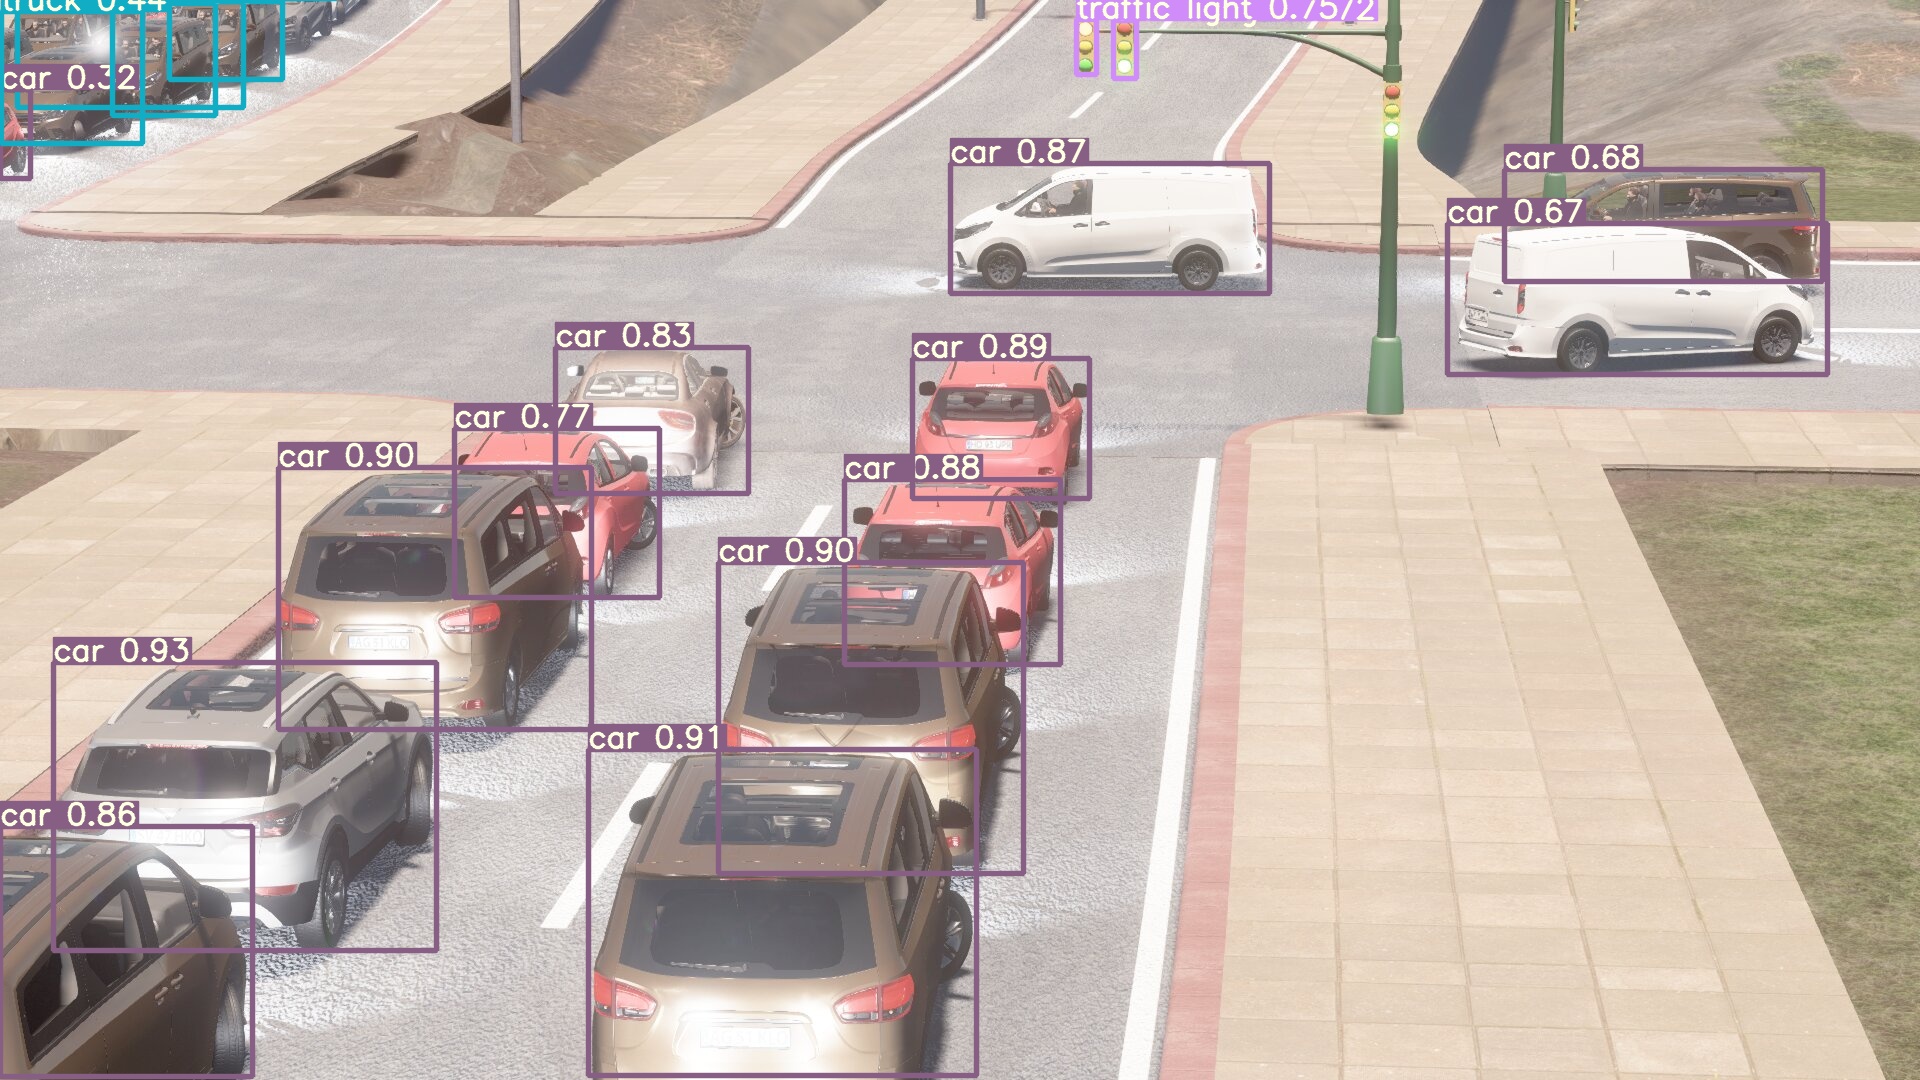 truck 0.44
car 0.32
traffic light 0.75/2
car 0.87
car 0.68
car 0.67
car 0.83
car 0.89
car 0.77
car 0.90
car 0.88
car 0.90
car 0.93
car 0.91
car 0.86